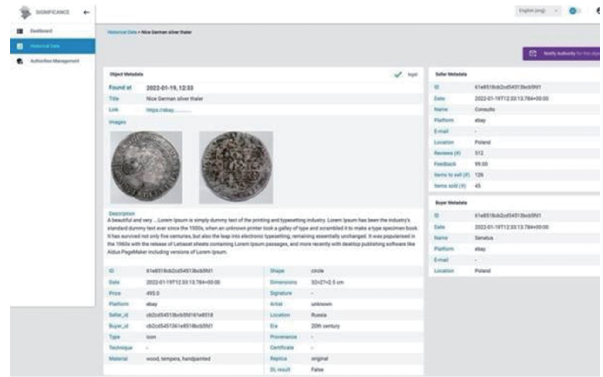 SIGNIFICANCE
English (eng)
Dashboard
Historical Data
Authorities Management
Historical Data > Nice German silver thaler
Notify Authority for this object
Object Metadata
legal
Found at 2022-01-19, 12:33
Title Nice German silver thaler
Link https://ebay...........
Images
Description
A beautiful and very ...Lorem Ipsum is simply dummy text of the printing and typesetting industry. Lorem Ipsum has been the industry's
standard dummy text ever since the 1500s, when an unknown printer took a galley of type and scrambled it to make a type specimen book.
It has survived not only five centuries, but also the leap into electronic typesetting, remaining essentially unchanged. It was popularised in
the 1960s with the release of Letraset sheets containing Lorem Ipsum passages, and more recently with desktop publishing software like
Aldus PageMaker including versions of Lorem Ipsum.
ID
Date 2022-01-19T12:33:13.784+00:00
Price 495.0
Platform ebay
Seller_id
Buyer_id
Type icon
Technique -
Material wood, tempera, handpainted
Shape circle
Dimensions 32×27×2.5 cm
Signature -
Artist unknown
Location Russia
Era 20th century
Provenance -
Certificate -
Replica original
DL result False
Seller Metadata
ID
Date 2022-01-19T12:33:13.784+00:00
Name Consulto
Platform ebay
E-mail -
Location Poland
Reviews (#) 512
Feedback 99.00
Items to sell (#) 126
Items sold (#) 45
Buyer Metadata
ID
Date 2022-01-19T12:33:13.784+00:00
Name Senatus
Platform ebay
E-mail -
Location Poland